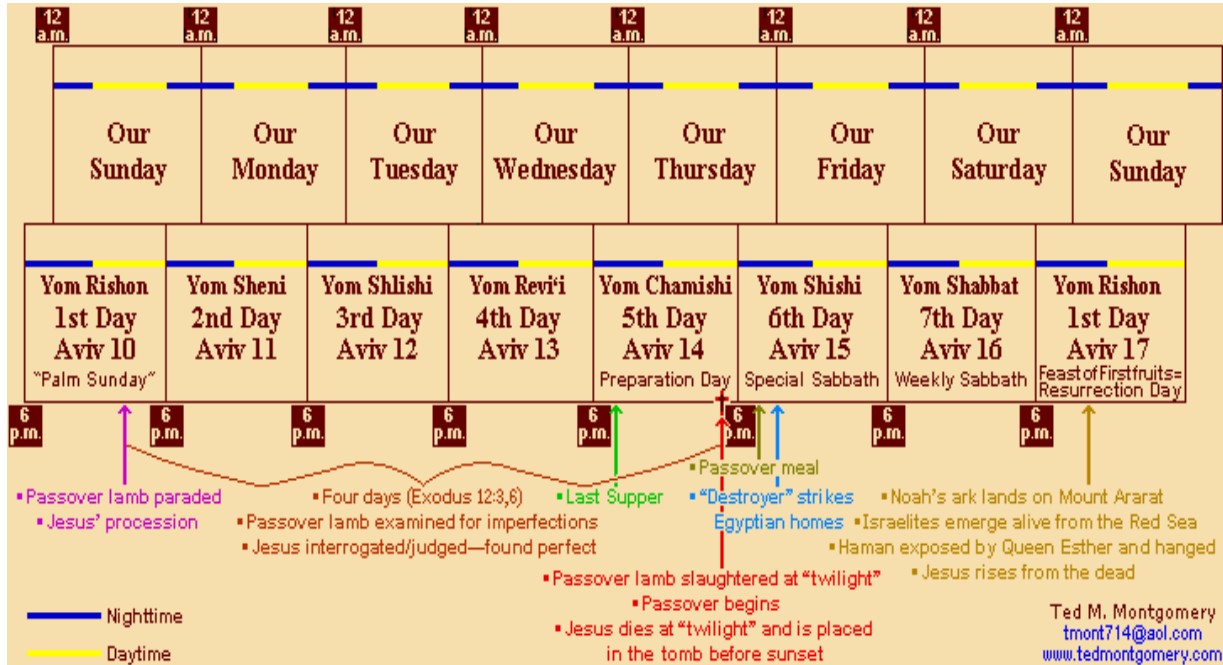 12 a.m.
12 a.m.
12 a.m.
12 a.m.
12 a.m.
12 a.m.
12 a.m.
12 a.m.
Our Sunday
Our Monday
Our Tuesday
Our Wednesday
Our Thursday
Our Friday
Our Saturday
Our Sunday
Yom Rishon
1st Day
Aviv 10
"Palm Sunday"
Yom Sheni
2nd Day
Aviv 11
Yom Shlishi
3rd Day
Aviv 12
Yom Revi'i
4th Day
Aviv 13
Yom Chamishi
5th Day
Aviv 14
Preparation Day
Yom Shishi
6th Day
Aviv 15
Special Sabbath
Yom Shabbat
7th Day
Aviv 16
Weekly Sabbath
Yom Rishon
1st Day
Aviv 17
Feast of Firstfruits=
Resurrection Day
6 p.m.
6 p.m.
6 p.m.
6 p.m.
6 p.m.
6 p.m.
6 p.m.
6 p.m.
▪Passover lamb paraded
▪Jesus' procession
▪Four days (Exodus 12:3,6)
▪Passover lamb examined for imperfections
▪Jesus interrogated/judged—found perfect
▪Last Supper
▪Passover meal
▪"Destroyer" strikes
Egyptian homes
▪Passover lamb slaughtered at "twilight"
▪Passover begins
▪Jesus dies at "twilight" and is placed
in the tomb before sunset
▪Noah's ark lands on Mount Ararat
▪Israelites emerge alive from the Red Sea
▪Haman exposed by Queen Esther and hanged
▪Jesus rises from the dead
Nighttime
Daytime
Ted M. Montgomery
tmont714@aol.com
www.tedmontgomery.com